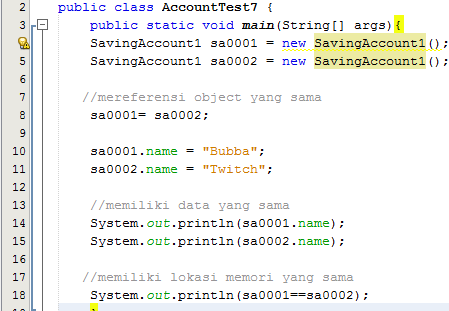 2 public class AccountTest7 {
3 public static void main(String[] args){
SavingAccount1 sa0001 = new SavingAccount1();
5 SavingAccount1 sa0002 = new SavingAccount1();
6
7 //mereferensi object yang sama
8 sa0001= sa0002;
9
10 sa0001.name = "Bubba";
11 sa0002.name = "Twitch";
12
13 //memiliki data yang sama
14 System.out.println(sa0001.name);
15 System.out.println(sa0002.name);
16
17 //memiliki lokasi memori yang sama
18 System.out.println(sa0001==sa0002);